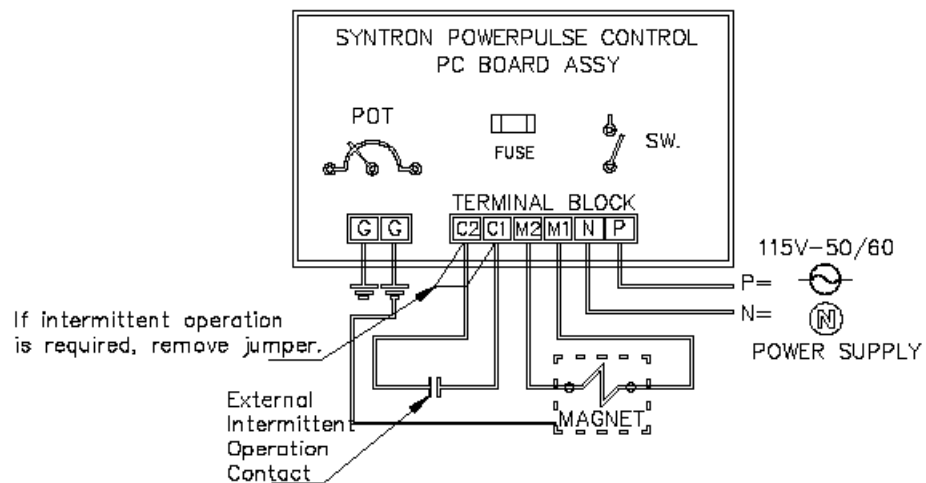 SYNTRON POWERPULSE CONTROL
PC BOARD ASSY
POT
FUSE
SW.
TERMINAL BLOCK
G G C2 C1 M2 M1 N P
115V-50/60
P=
N=
N
POWER SUPPLY
If intermittent operation
is required, remove jumper.
MAGNET
External
Intermittent
Operation
Contact